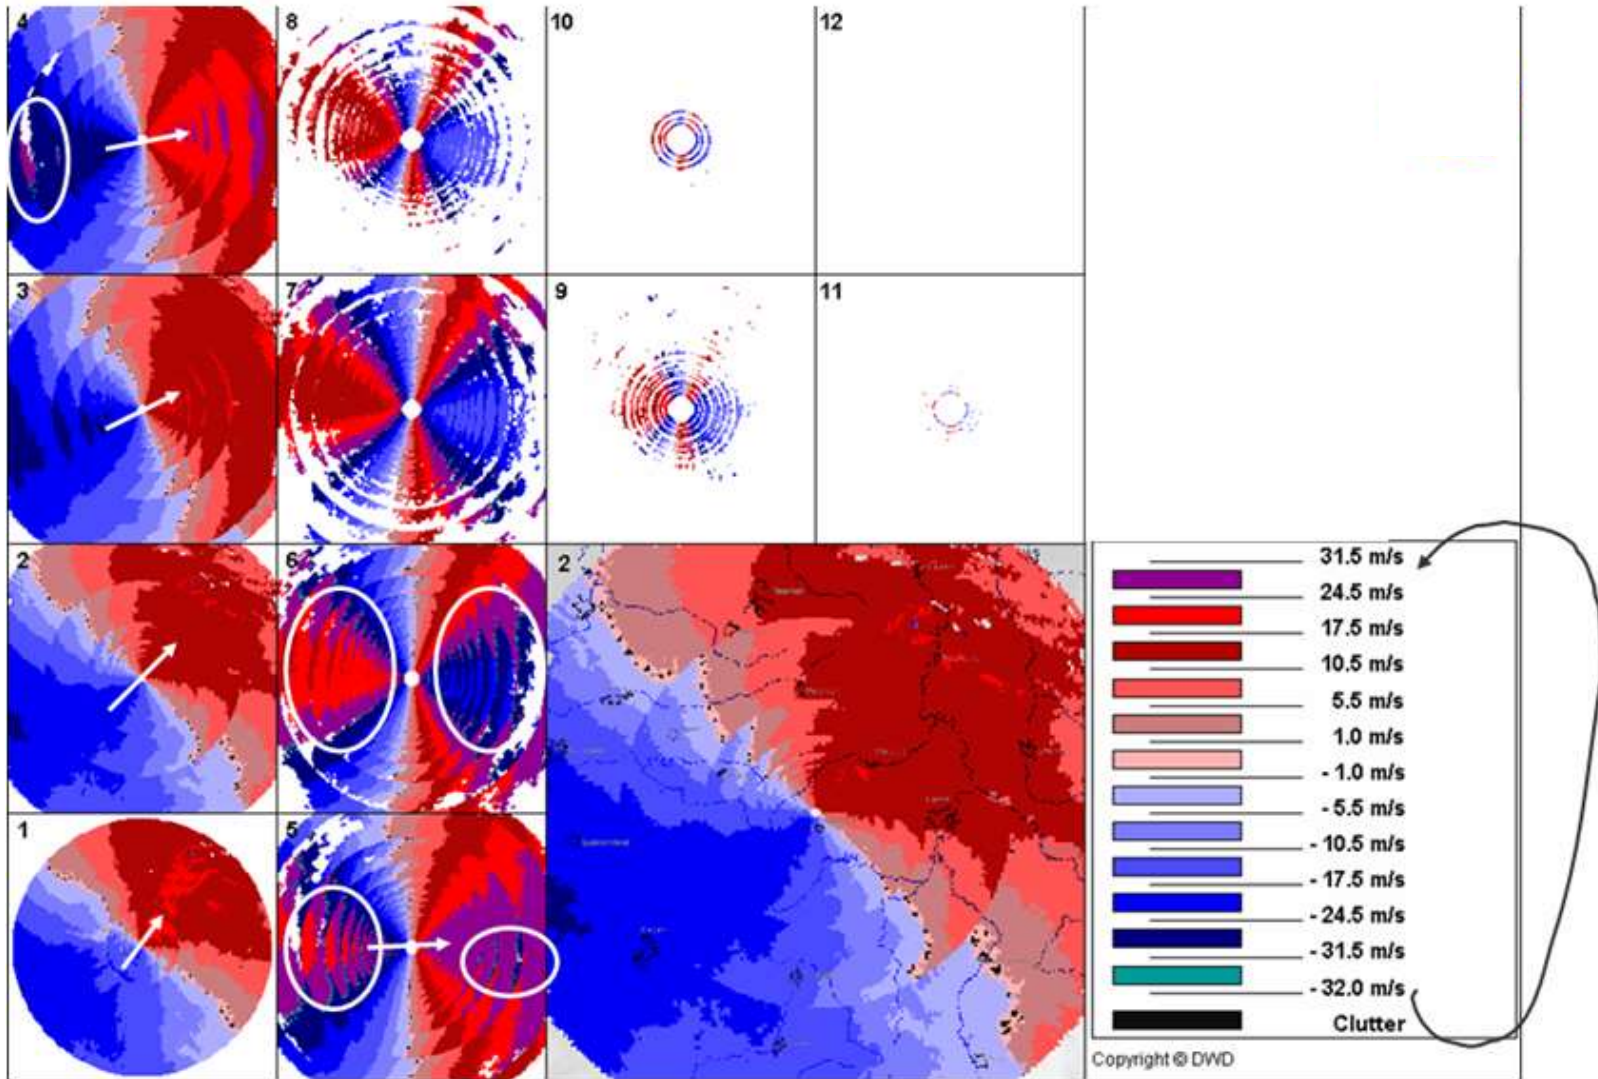 4
8
10
12
3
7
9
11
2
6
2
1
5
31.5 m/s
24.5 m/s
17.5 m/s
10.5 m/s
5.5 m/s
1.0 m/s
- 1.0 m/s
- 5.5 m/s
- 10.5 m/s
- 17.5 m/s
- 24.5 m/s
- 31.5 m/s
- 32.0 m/s
Clutter
Copyright © DWD